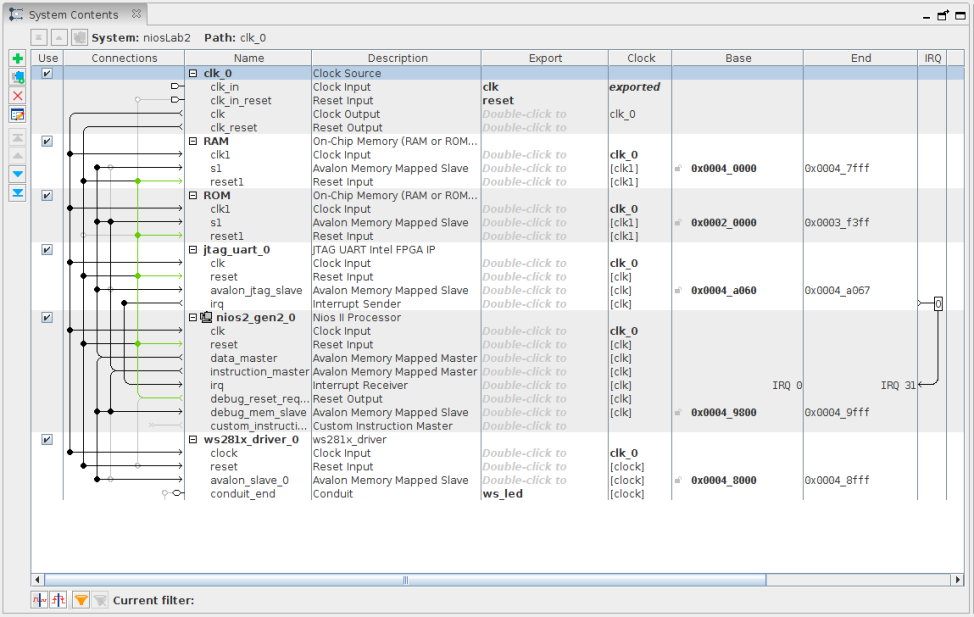 System Contents
System: niosLab2 Path: clk_0
Use Connections Name Description Export Clock Base End IRQ
clk_0 Clock Source
clk_in Clock Input clk exported
clk_in_reset Reset Input reset
clk Clock Output Double-click to clk_0
clk_reset Reset Output Double-click to
RAM On-Chip Memory (RAM or ROM...
clk1 Clock Input Double-click to clk_0
s1 Avalon Memory Mapped Slave Double-click to [clk1] 0x0004_0000 0x0004_7fff
reset1 Reset Input Double-click to [clk1]
ROM On-Chip Memory (RAM or ROM...
clk1 Clock Input Double-click to clk_0
s1 Avalon Memory Mapped Slave Double-click to [clk1] 0x0002_0000 0x0003_f3ff
reset1 Reset Input Double-click to [clk1]
jtag_uart_0 JTAG UART Intel FPGA IP
clk Clock Input Double-click to clk_0
reset Reset Input Double-click to [clk]
avalon_jtag_slave Avalon Memory Mapped Slave Double-click to [clk] 0x0004_a060 0x0004_a067
irq Interrupt Sender Double-click to [clk] 0
nios2_gen2_0 Nios II Processor
clk Clock Input Double-click to clk_0
reset Reset Input Double-click to [clk]
data_master Avalon Memory Mapped Master Double-click to [clk]
instruction_master Avalon Memory Mapped Master Double-click to [clk]
irq Interrupt Receiver Double-click to [clk] IRQ 0 IRQ 31
debug_reset_req... Reset Output Double-click to [clk]
debug_mem_slave Avalon Memory Mapped Slave Double-click to [clk] 0x0004_9800 0x0004_9fff
custom_instructi... Custom Instruction Master Double-click to
ws281x_driver_0 ws281x_driver
clock Clock Input Double-click to clk_0
reset Reset Input Double-click to [clock]
avalon_slave_0 Avalon Memory Mapped Slave Double-click to [clock] 0x0004_8000 0x0004_8fff
conduit_end Conduit ws_led [clock]
Current filter: